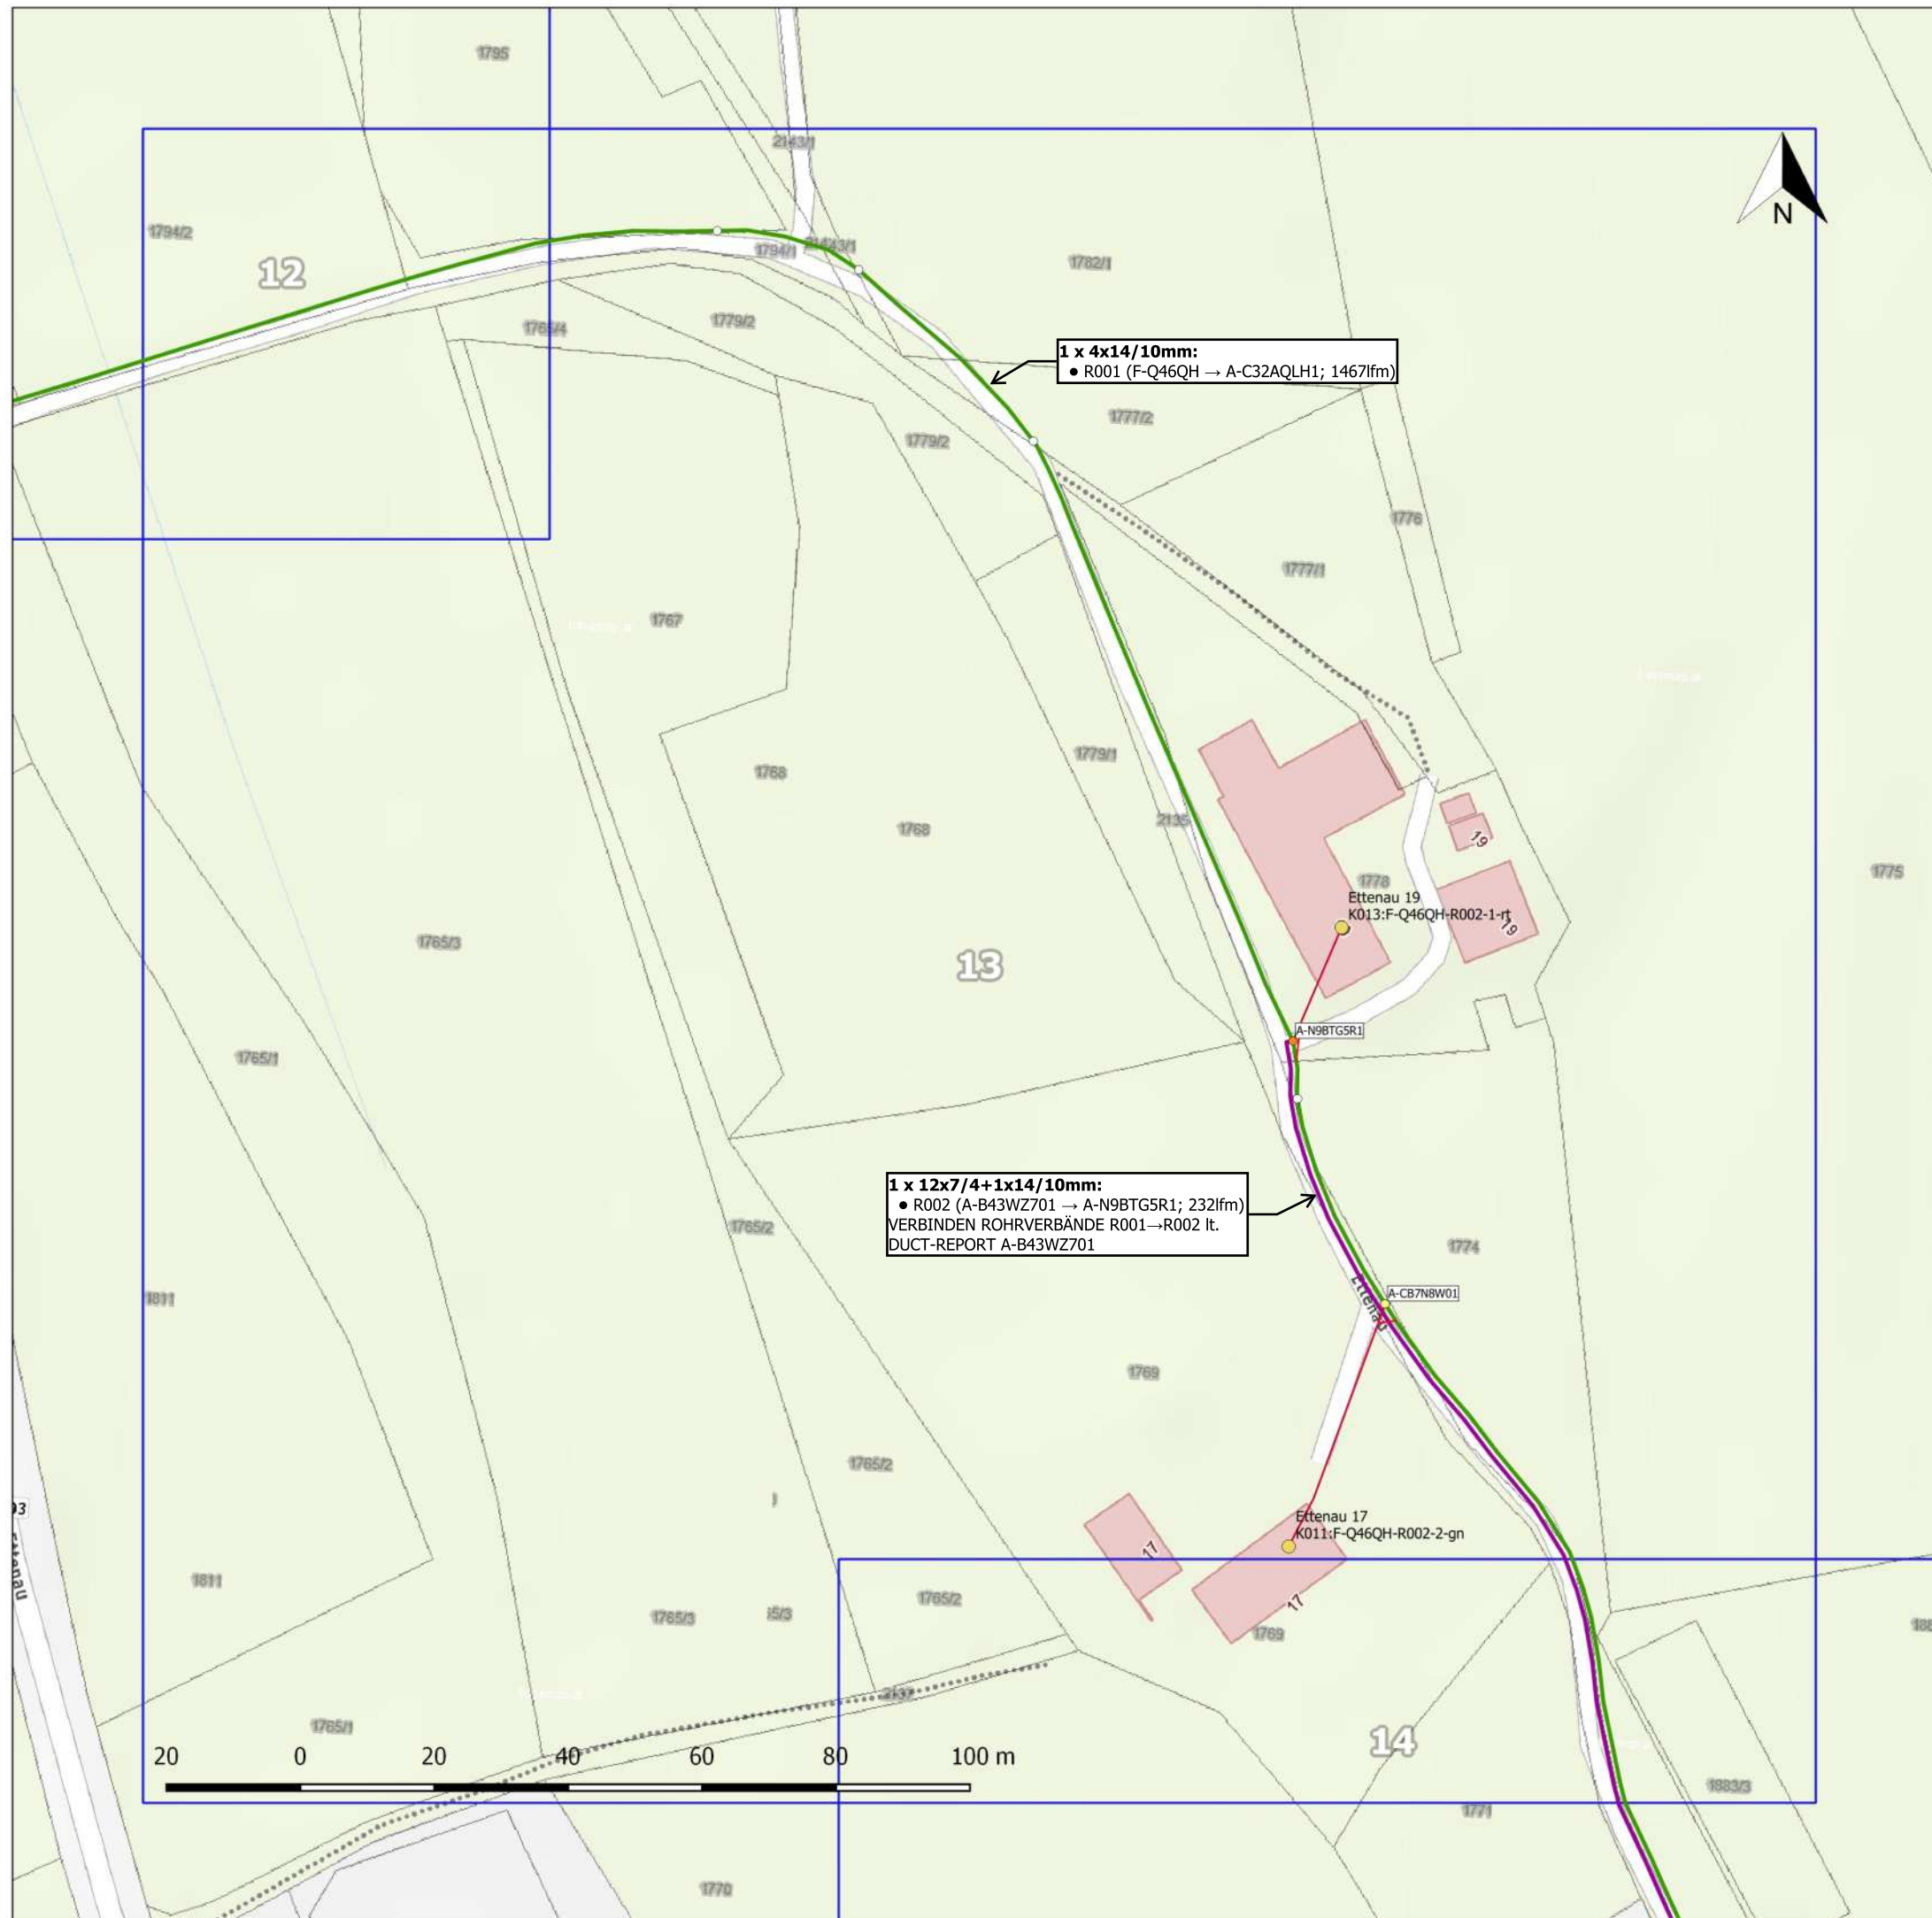 1795
2143/1
1794/2
12
1794/1
1782/1
N
1765/4
1779/2
1 x 4x14/10mm:
● R001 (F-Q46QH → A-C32AQLH1; 1467lfm)
1777/2
1779/2
1776
1777/1
1767
1779/1
1768
2135
1768
19
1775
1778
Ettenau 19
K013:F-Q46QH-R002-1-rt
19
1765/3
13
A-N9BTG5R1
1765/1
1 x 12x7/4+1x14/10mm:
● R002 (A-B43WZ701 → A-N9BTG5R1; 232lfm)
VERBINDEN ROHRVERBÄNDE R001→R002 lt.
DUCT-REPORT A-B43WZ701
1765/2
1774
A-CB7N8W01
Ettenau
1811
1769
1765/2
Ettenau 17
K011:F-Q46QH-R002-2-gn
17
Ettenau
1811
1765/2
17
1765/3
5/3
1769
2137
1765/1
14
20 0 20 40 60 80 100 m
1883/3
1771
1770